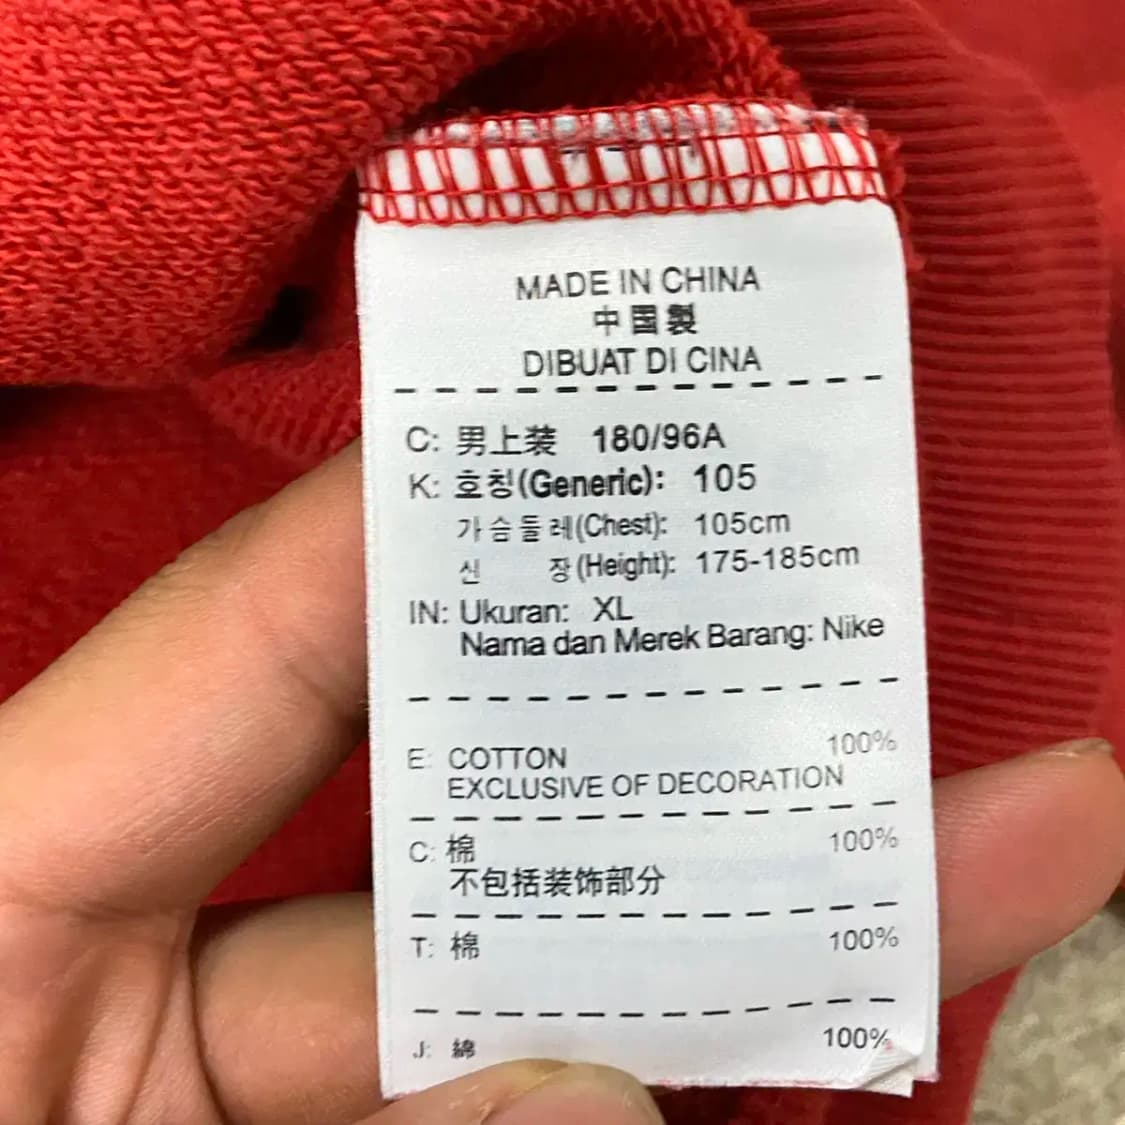 MADE IN CHINA
中国製
DIBUAT DI CINA
C: 男上装 180/96A
K: 호칭(Generic): 105
가슴둘레(Chest): 105cm
신 장(Height): 175-185cm
IN: Ukuran: XL
Nama dan Merek Barang: Nike
E: COTTON 100%
EXCLUSIVE OF DECORATION
C: 棉 100%
不包括装饰部分
T: 棉 100%
J: 綿 100%